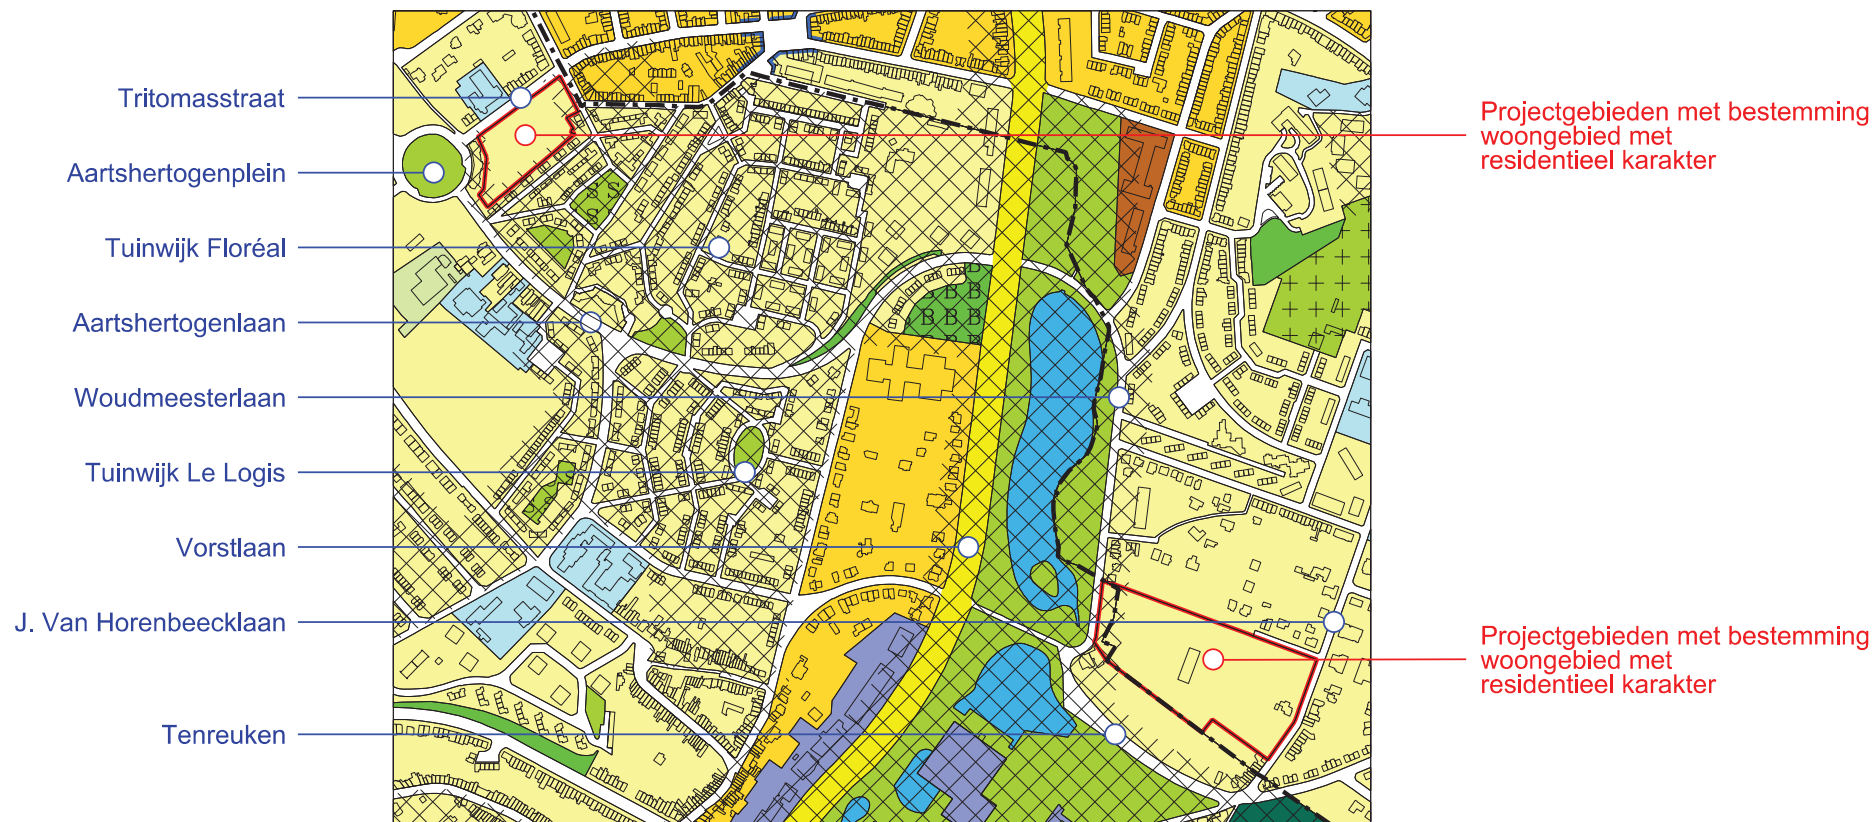 Tritomasstraat
Aartshertogenplein
Tuinwijk Floréal
Aartshertogenlaan
Woudmeesterlaan
Tuinwijk Le Logis
Vorstlaan
J. Van Horenbeecklaan
Tenreuken
Projectgebieden met bestemming
woongebied met
residentieel karakter
Projectgebieden met bestemming
woongebied met
residentieel karakter
S S
S
B
B B B
B B B